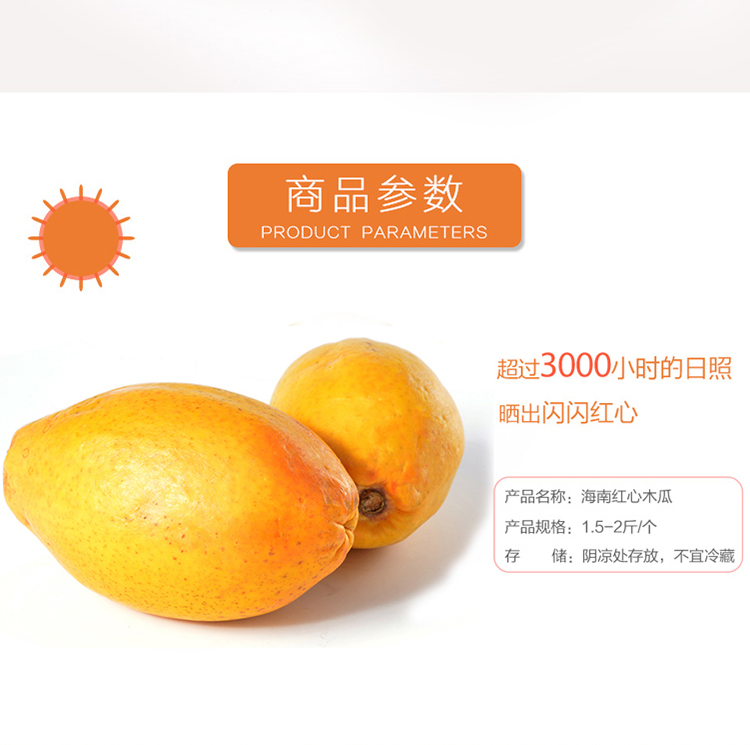 商品参数
PRODUCT PARAMETERS
超过3000小时的日照
晒出闪闪红心
产品名称：海南红心木瓜
产品规格：1.5-2斤/个
存 储：阴凉处存放，不宜冷藏